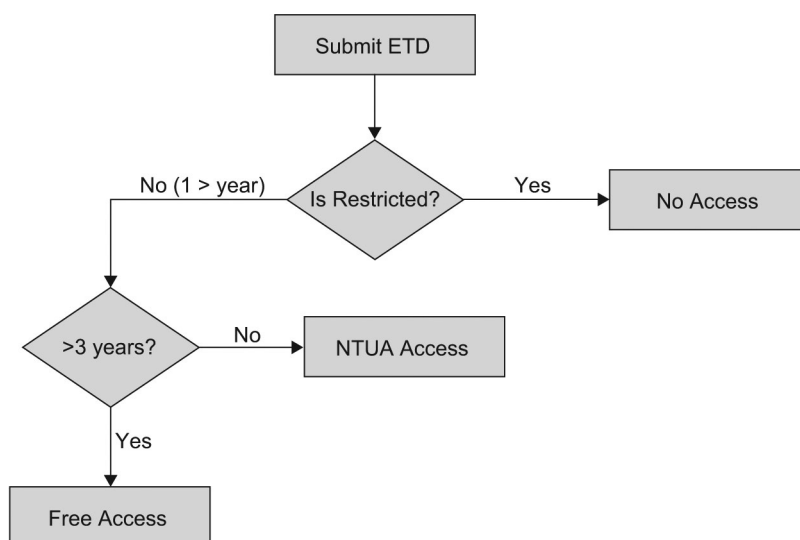 Submit ETD
No (1 > year)
Is Restricted?
Yes
No Access
>3 years?
No
NTUA Access
Yes
Free Access